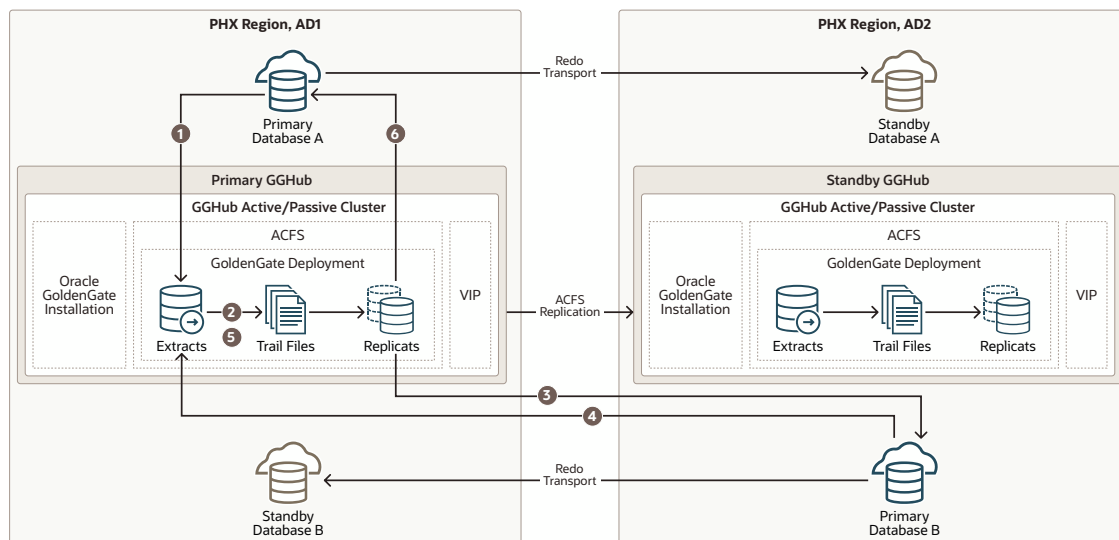 PHX Region, AD1
PHX Region, AD2
Redo
Transport
Primary
Database A
Standby
Database A
1
6
Primary GGHub
GGHub Active/Passive Cluster
ACFS
GoldenGate Deployment
Oracle
GoldenGate
Installation
2
5
Extracts
Trail Files
Replicats
VIP
ACFS
Replication
Standby GGHub
GGHub Active/Passive Cluster
ACFS
GoldenGate Deployment
Oracle
GoldenGate
Installation
Extracts
Trail Files
Replicats
VIP
3
4
Redo
Transport
Standby
Database B
Primary
Database B